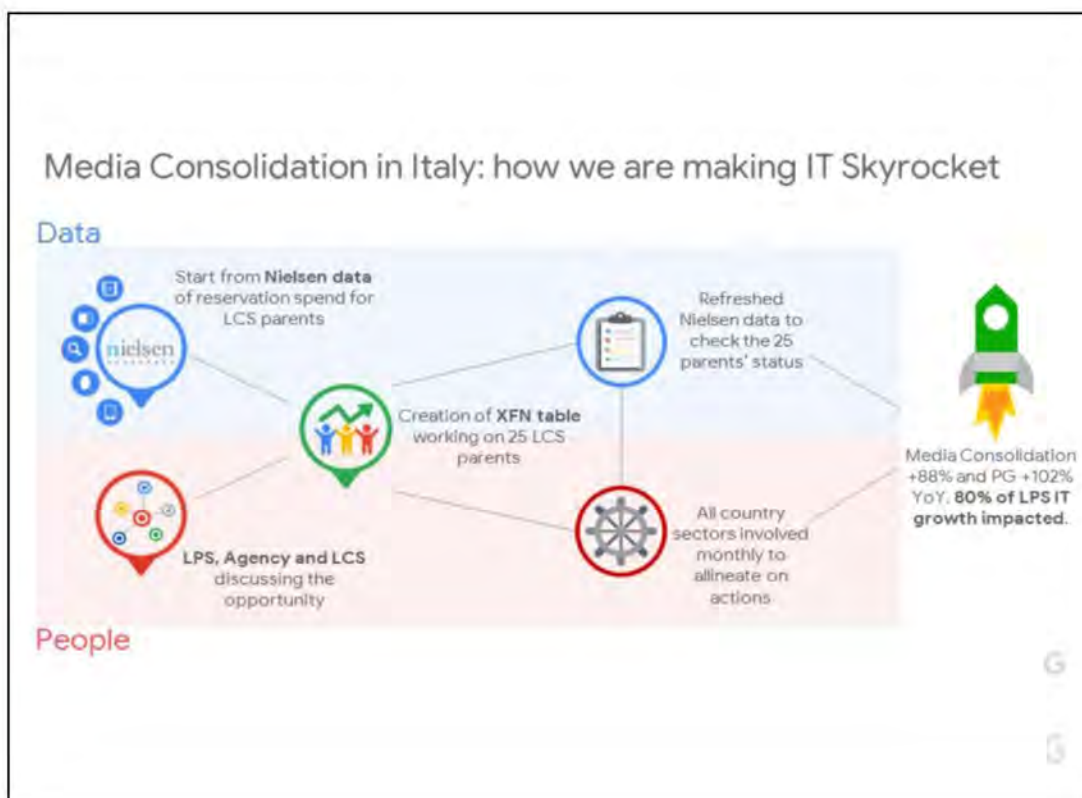 Media Consolidation in Italy: how we are making IT Skyrocket
Data
Start from Nielsen data
of reservation spend for
LCS parents
nielsen
Refreshed
Nielsen data to
check the 25
parents' status
Creation of XFN table
working on 25 LCS
parents
Media Consolidation
+88% and PG +102%
YoY. 80% of LPS IT
growth impacted.
LPS, Agency and LCS
discussing the
opportunity
All country
sectors involved
monthly to
allineate on
actions
People
G
G